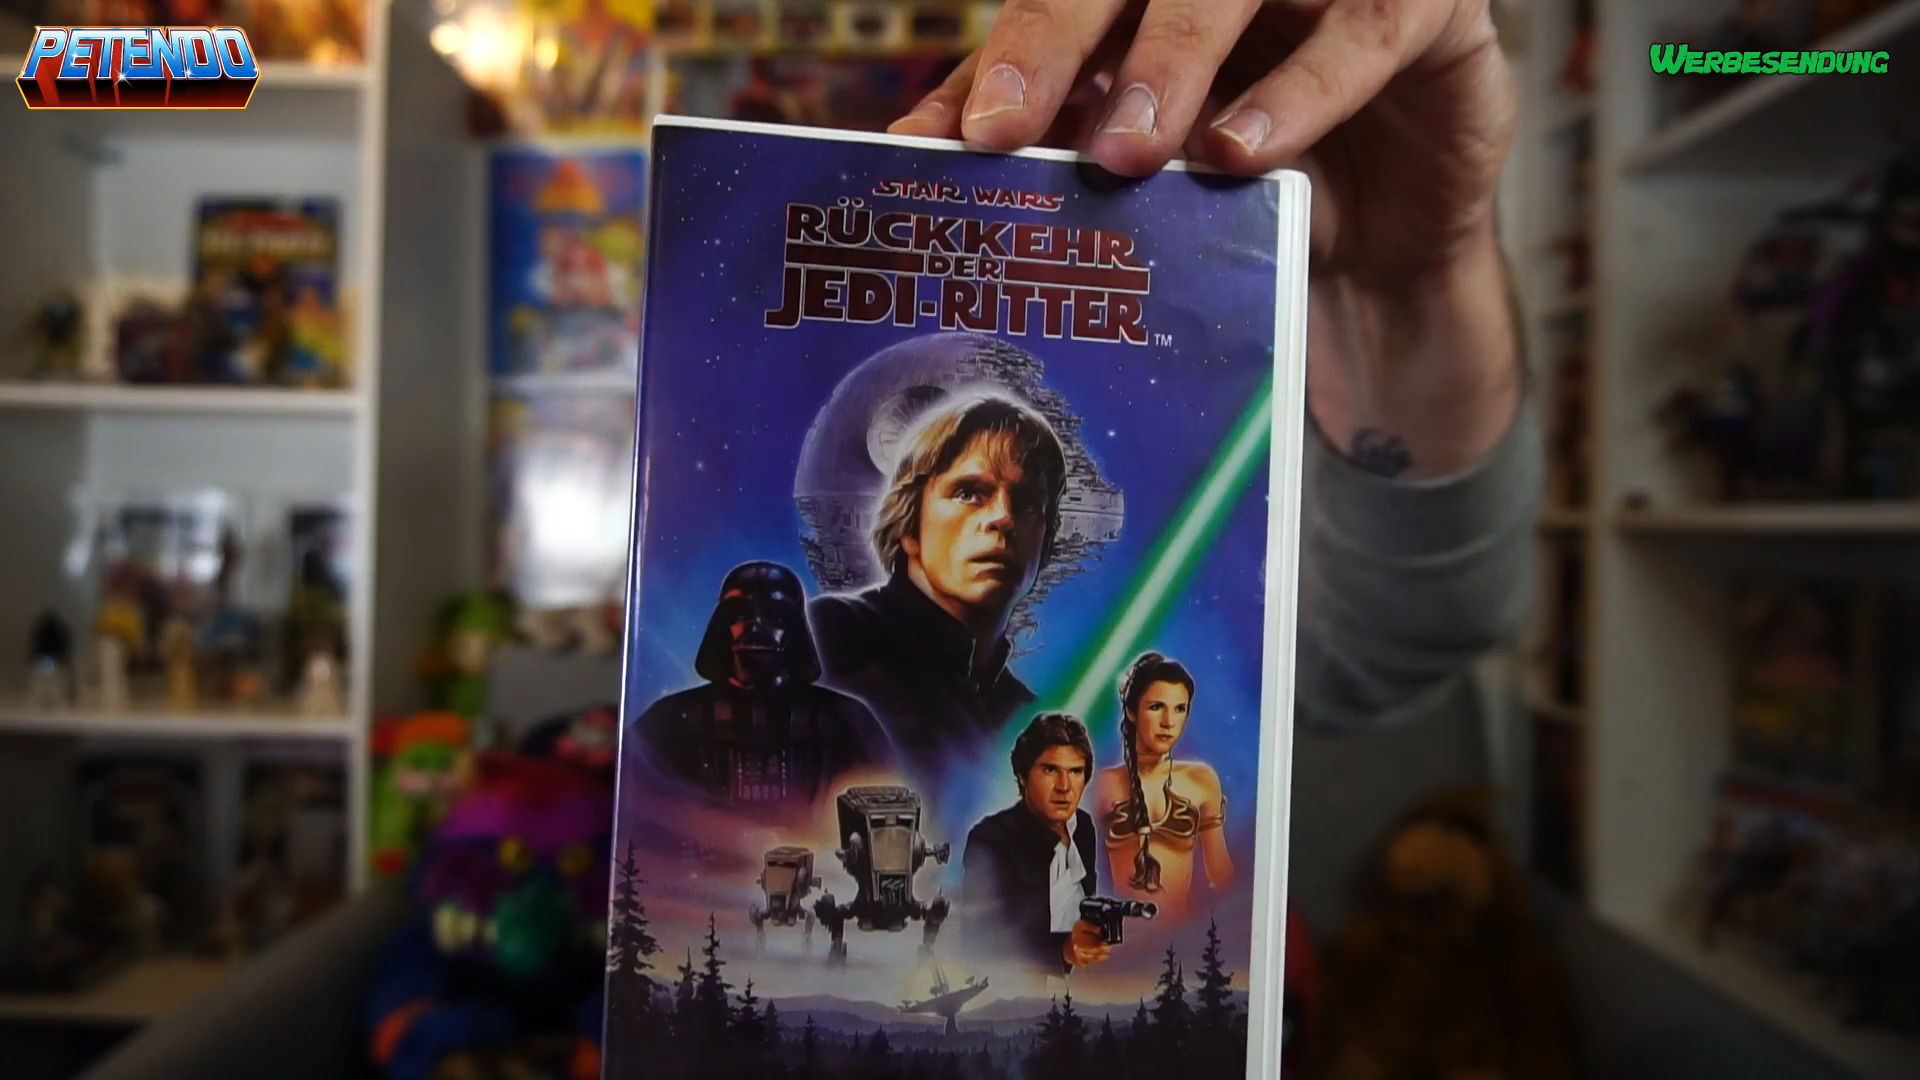 PETENDO
WERBESENDUNG
STAR WARS
RÜCKKEHR
DER
JEDI-RITTER
TM